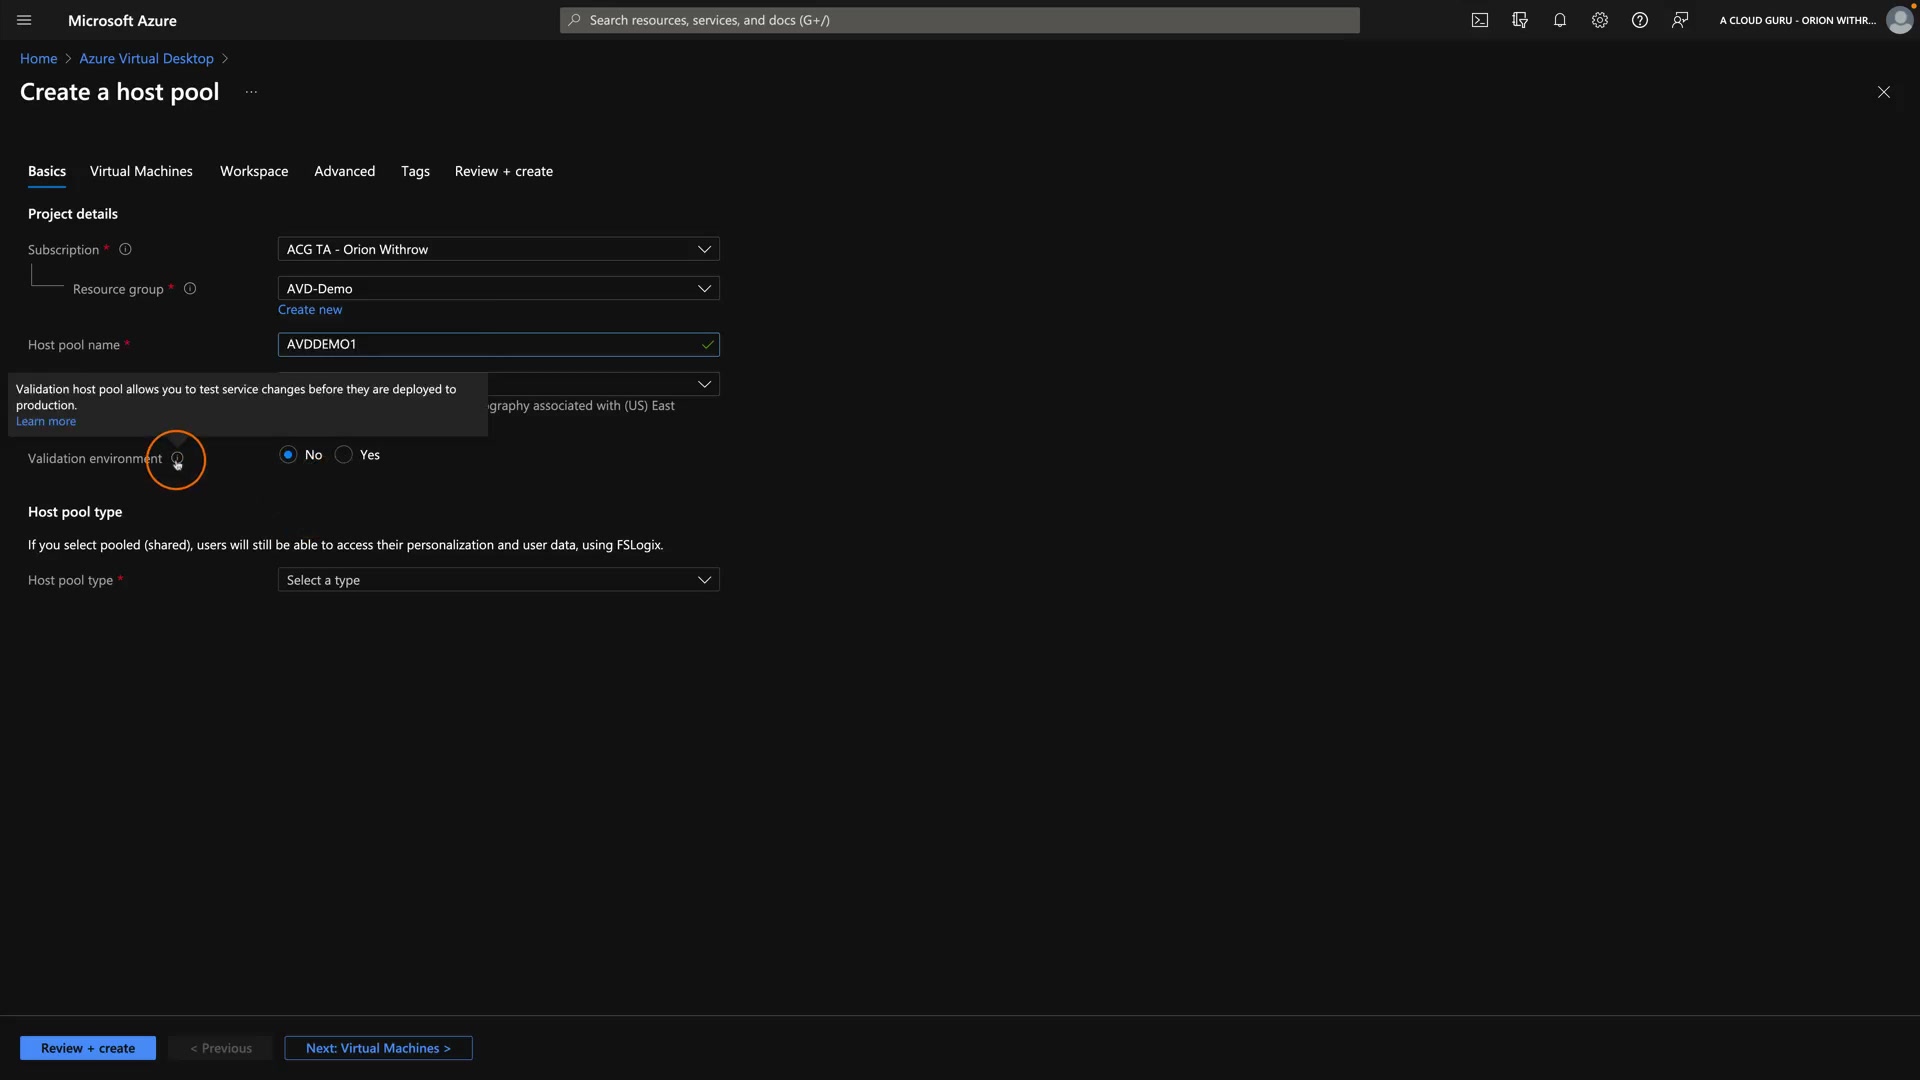 Microsoft Azure
Search resources, services, and docs (G+/)
A CLOUD GURU - ORION WITHR...
Home > Azure Virtual Desktop >
Create a host pool ...
Basics Virtual Machines Workspace Advanced Tags Review + create
Project details
Subscription * ACG TA - Orion Withrow
Resource group * AVD-Demo
Create new
Host pool name * AVDDEMO1
Validation host pool allows you to test service changes before they are deployed to
production.
Learn more
ography associated with (US) East
Validation environment No Yes
Host pool type
If you select pooled (shared), users will still be able to access their personalization and user data, using FSLogix.
Host pool type * Select a type
Review + create < Previous Next: Virtual Machines >